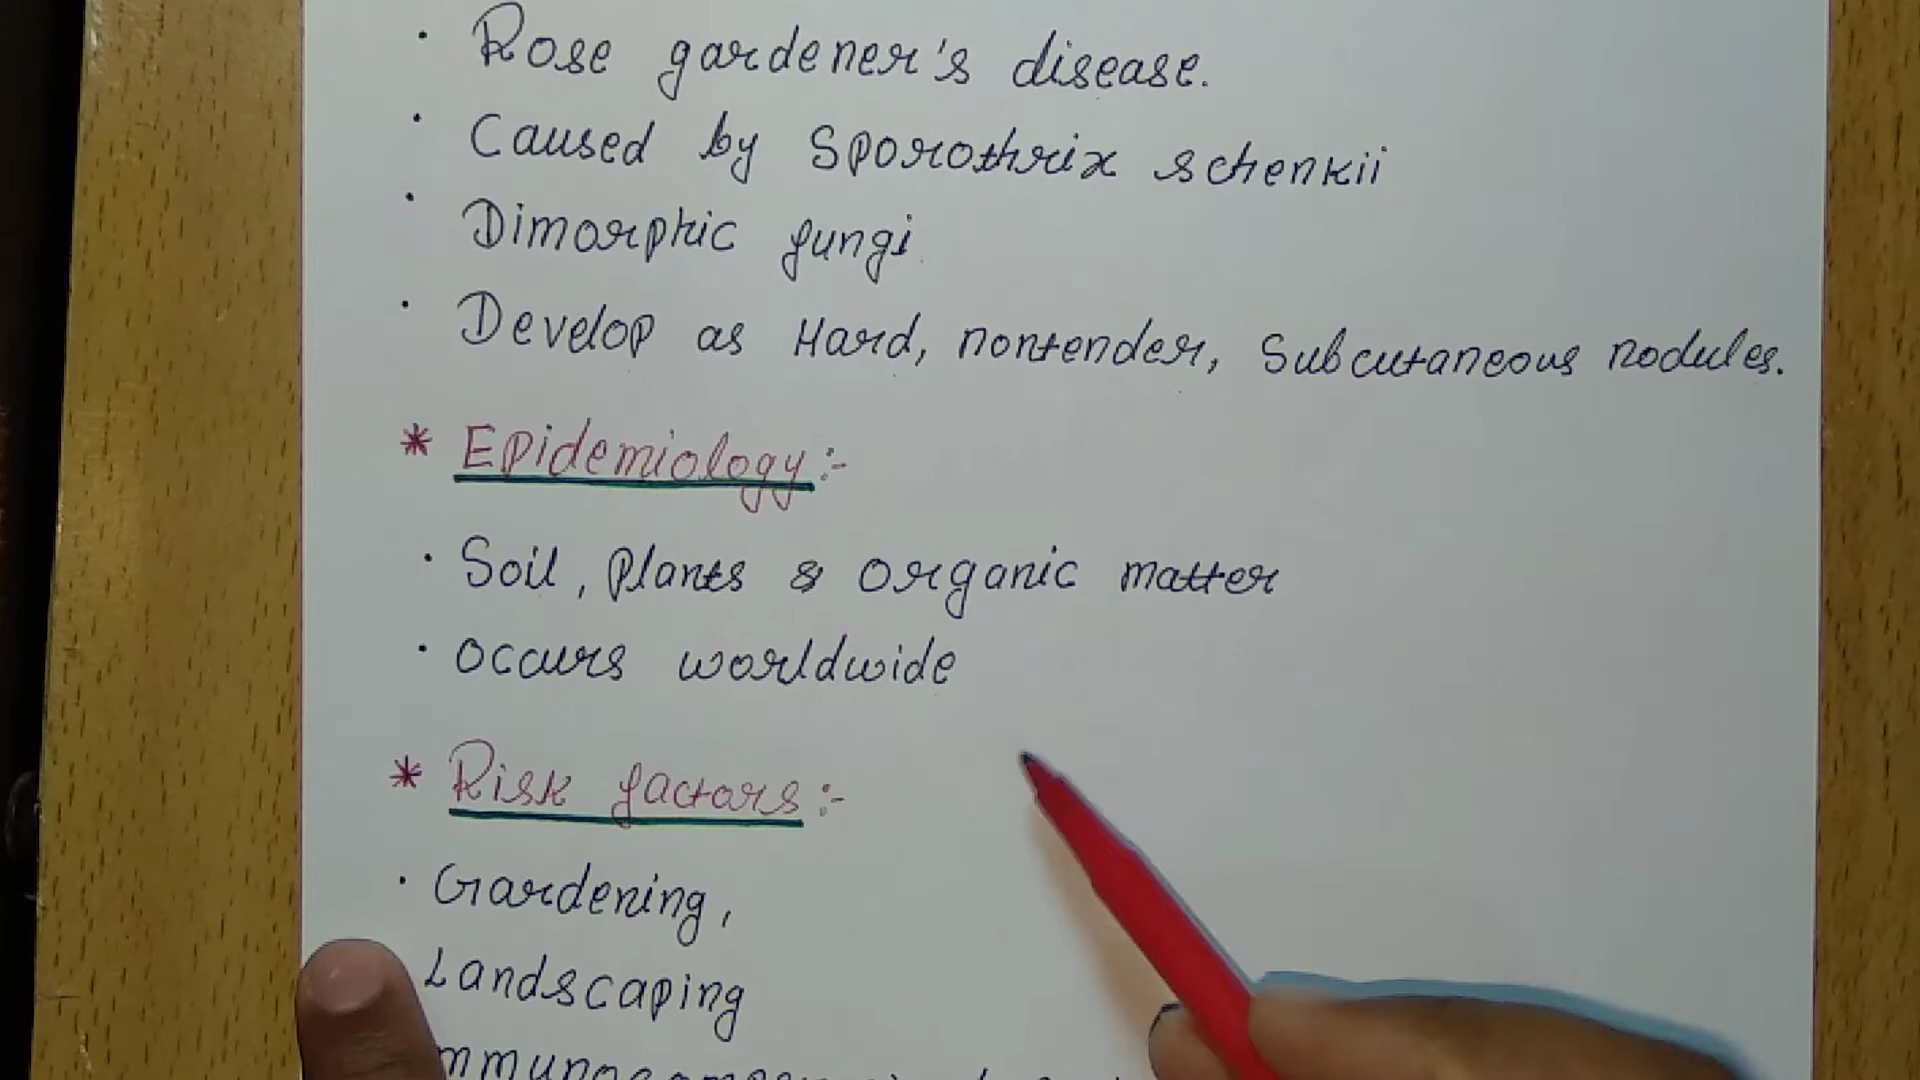 · Rose gardener's disease.
· Caused by Sporothrix schenkii
· Dimorphic fungi
· Develop as Hard, nontender, Subcutaneous nodules.
* Epidemiology:-
· Soil, Plants & organic matter
· Occurs worldwide
* Risk factors:-
· Gardening,
Landscaping